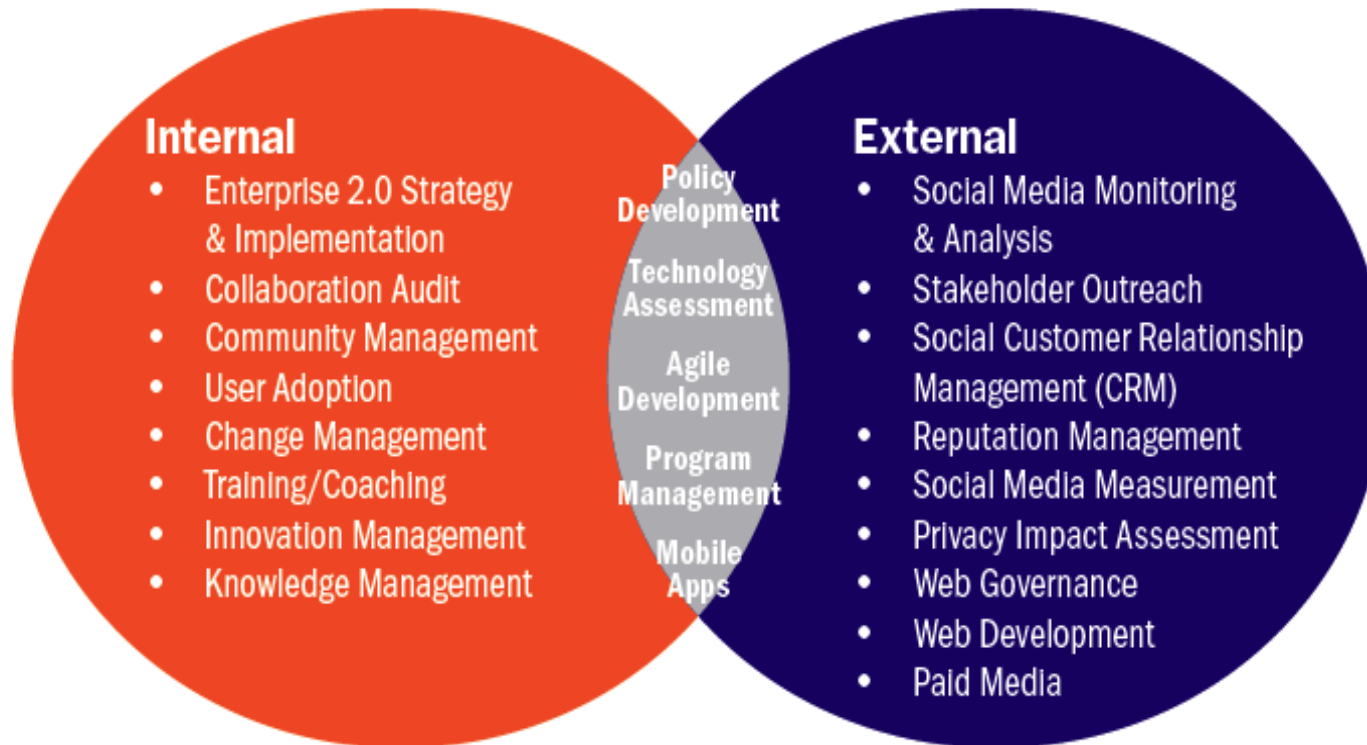 Internal
• Enterprise 2.0 Strategy
& Implementation
• Collaboration Audit
• Community Management
• User Adoption
• Change Management
• Training/Coaching
• Innovation Management
• Knowledge Management
Policy
Development
Technology
Assessment
Agile
Development
Program
Management
Mobile
Apps
External
• Social Media Monitoring
& Analysis
• Stakeholder Outreach
• Social Customer Relationship
Management (CRM)
• Reputation Management
• Social Media Measurement
• Privacy Impact Assessment
• Web Governance
• Web Development
• Paid Media